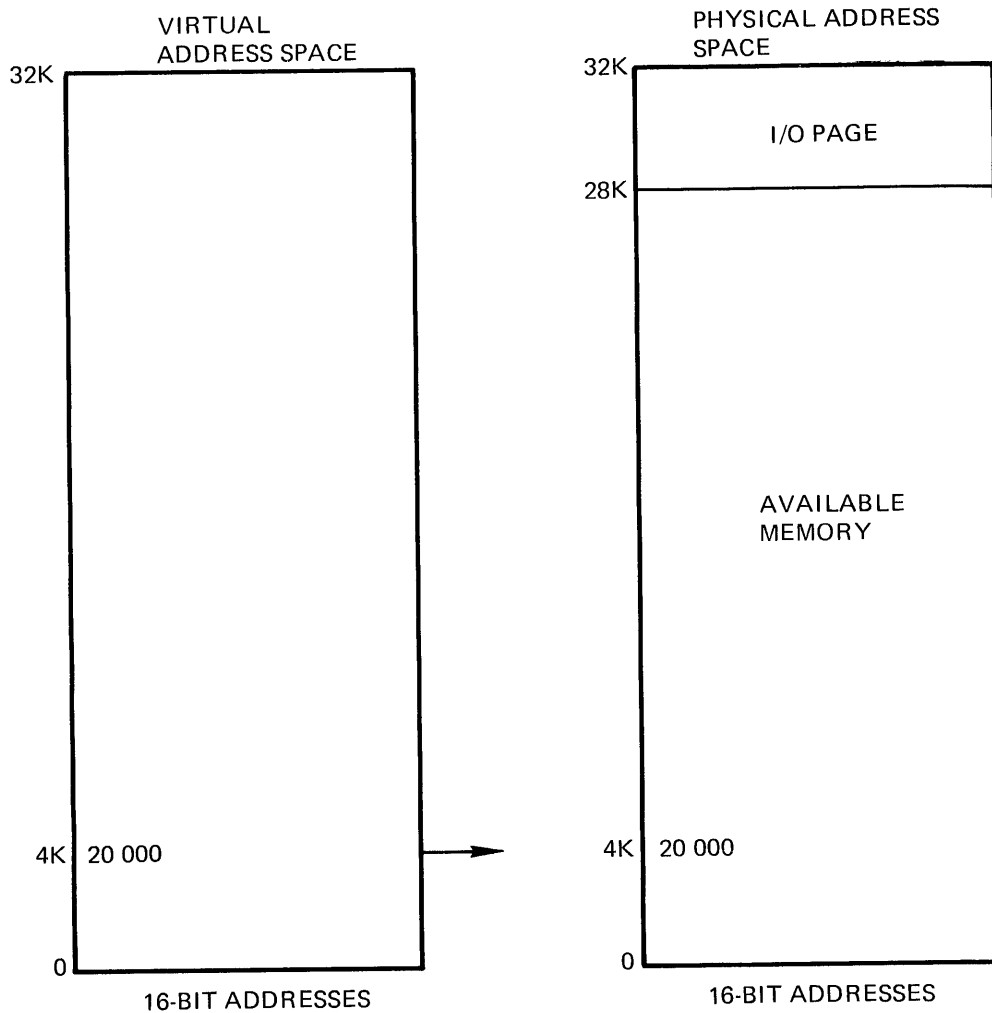 VIRTUAL
ADDRESS SPACE
32K
4K
20 000
0
16-BIT ADDRESSES
PHYSICAL ADDRESS
SPACE
32K
I/O PAGE
28K
AVAILABLE
MEMORY
4K
20 000
0
16-BIT ADDRESSES